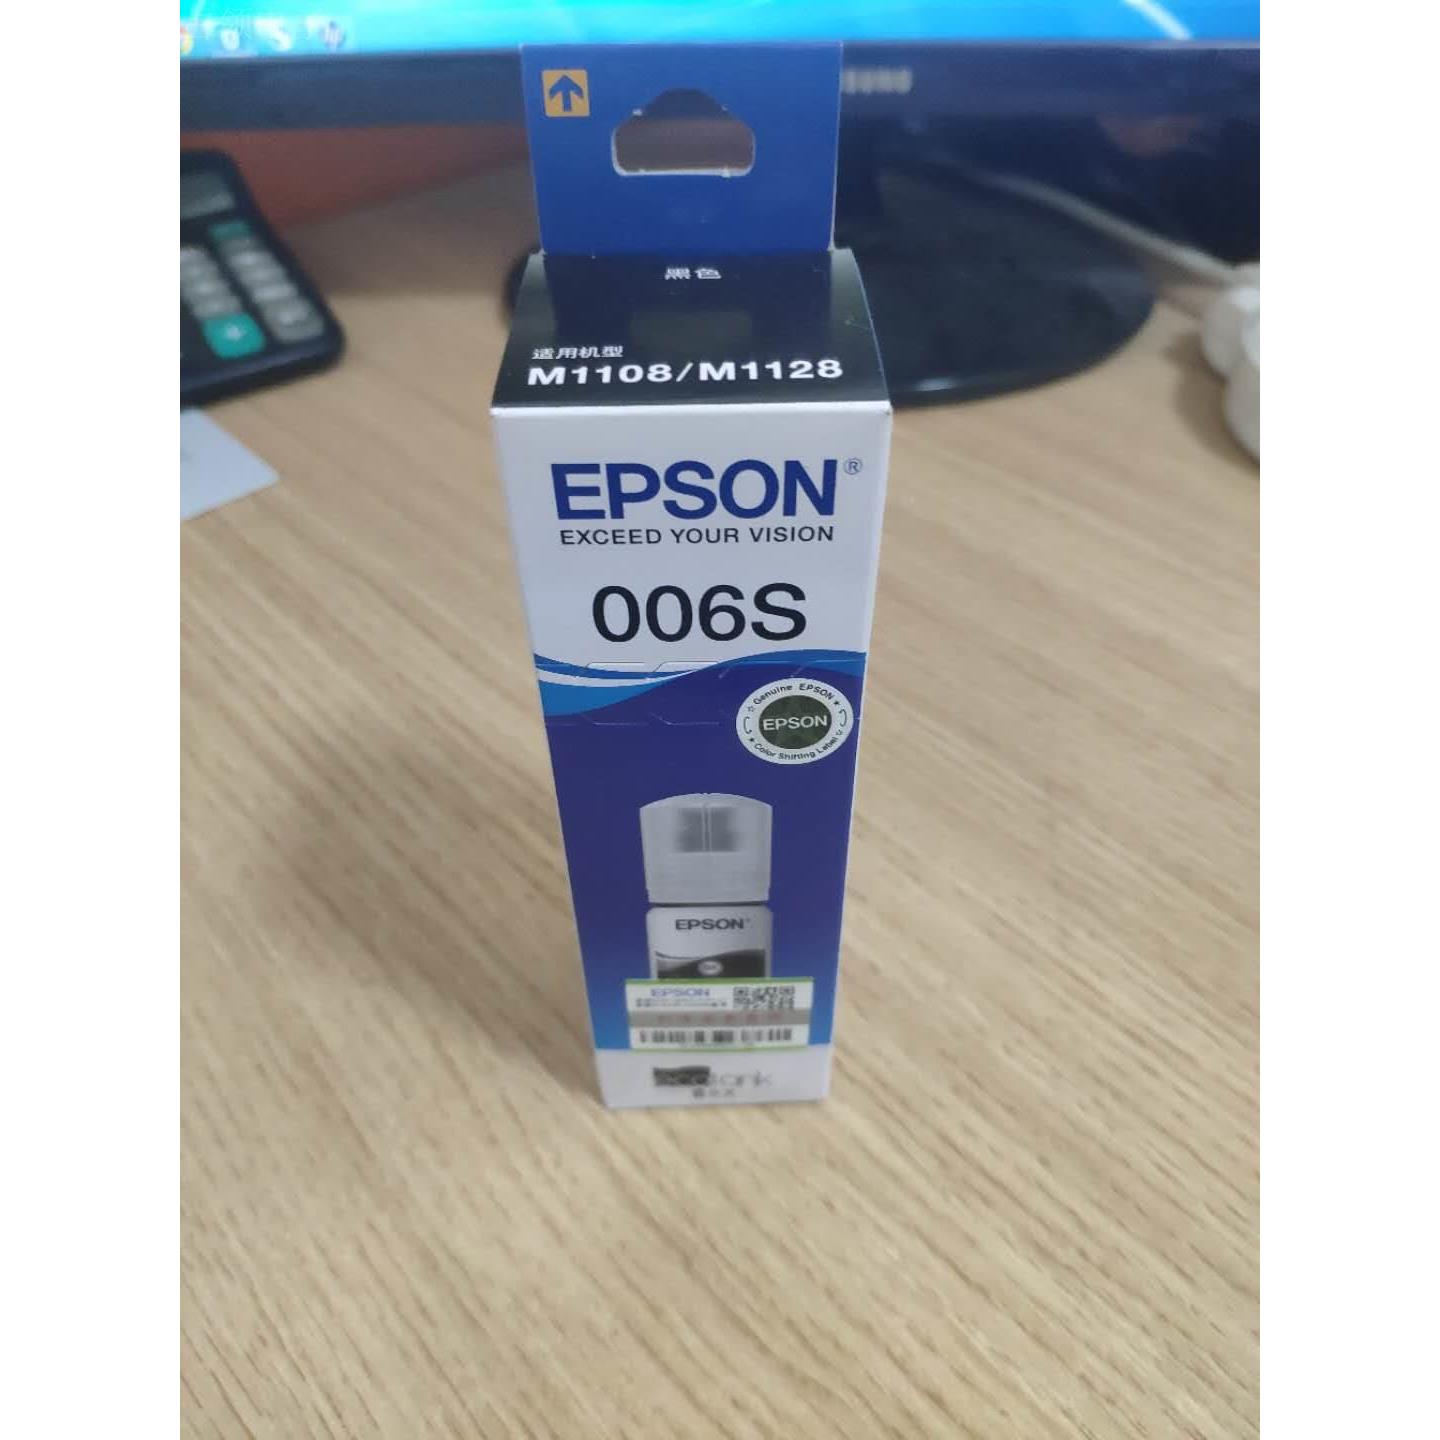 黑色
适用机型
M1108/M1128
EPSON®
EXCEED YOUR VISION
006S
☆ Genuine EPSON ★
EPSON
★ Color Shifting Label ☆
EPSON
EPSON
ecotank